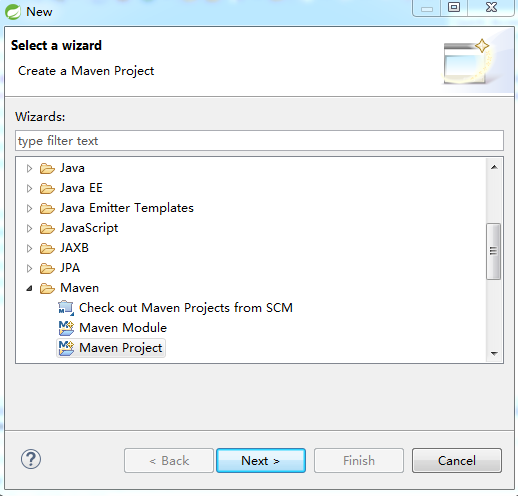 New
Select a wizard
Create a Maven Project
Wizards:
type filter text
Java
Java EE
Java Emitter Templates
JavaScript
JAXB
JPA
Maven
Check out Maven Projects from SCM
Maven Module
Maven Project
?
< Back
Next >
Finish
Cancel